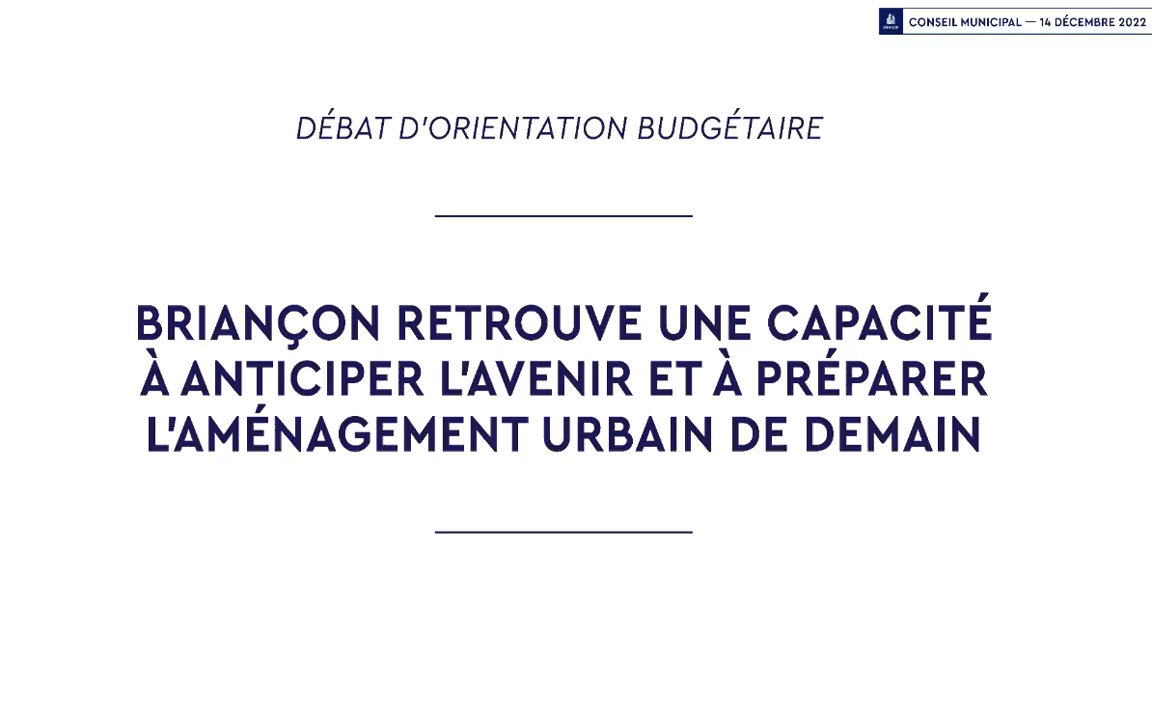 CONSEIL MUNICIPAL — 14 DÉCEMBRE 2022
DÉBAT D'ORIENTATION BUDGÉTAIRE
BRIANÇON RETROUVE UNE CAPACITÉ
À ANTICIPER L'AVENIR ET À PRÉPARER
L'AMÉNAGEMENT URBAIN DE DEMAIN